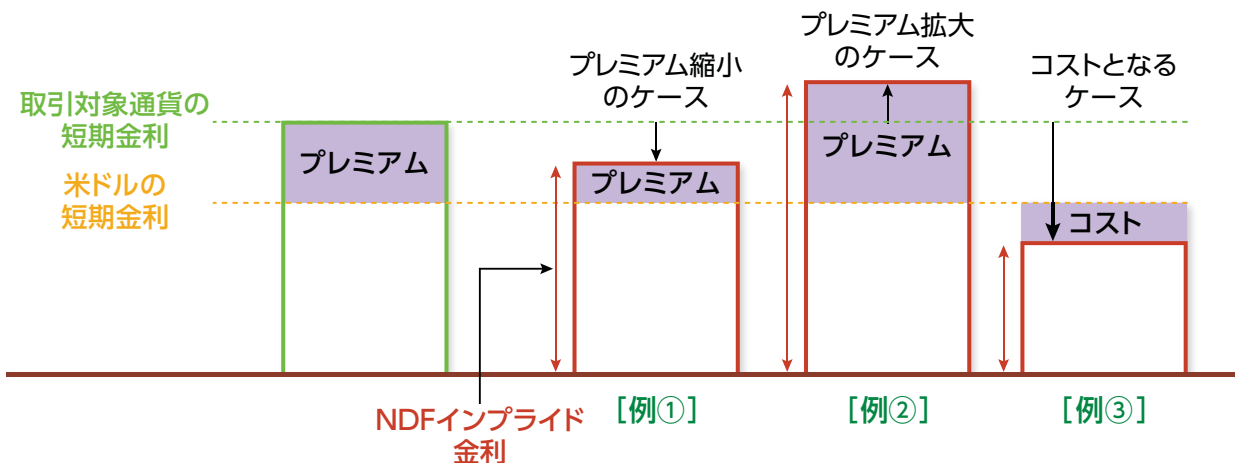 取引対象通貨の
短期金利
米ドルの
短期金利
プレミアム
プレミアム縮小
のケース
プレミアム
プレミアム拡大
のケース
プレミアム
コストとなる
ケース
コスト
NDFインプライド
金利
[例①]
[例②]
[例③]